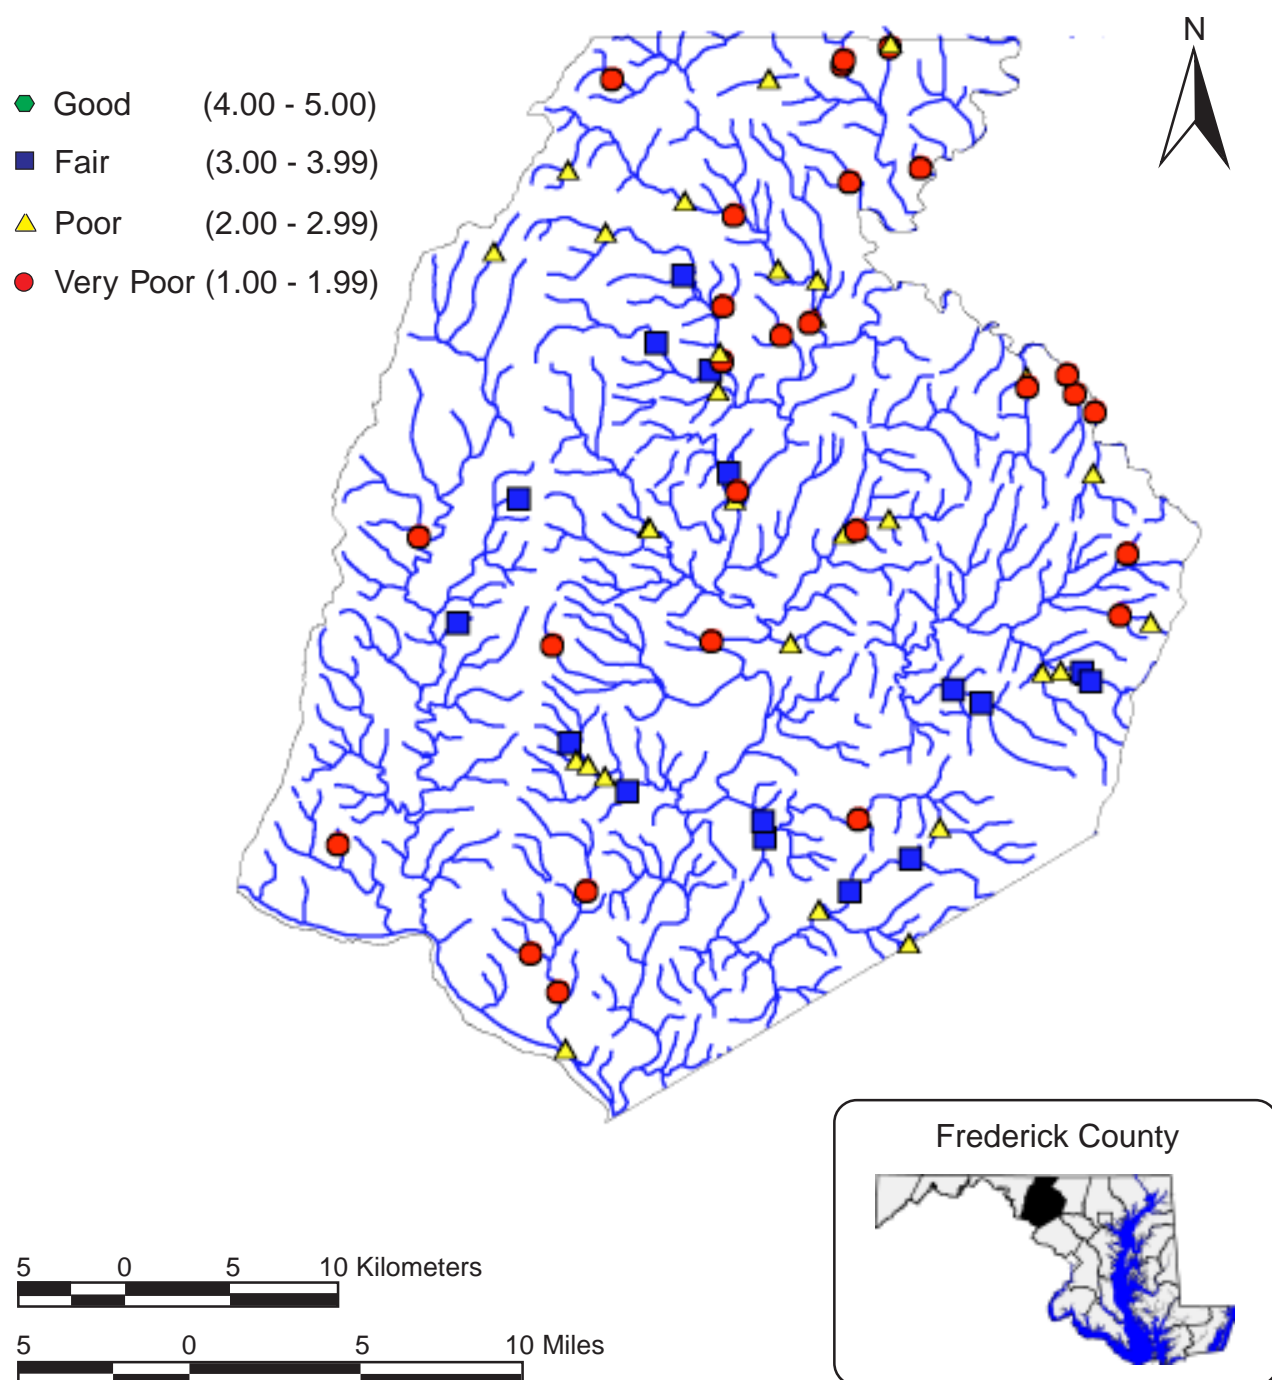 N
Good (4.00 - 5.00)
Fair (3.00 - 3.99)
Poor (2.00 - 2.99)
Very Poor (1.00 - 1.99)
Frederick County
5 0 5 10 Kilometers
5 0 5 10 Miles